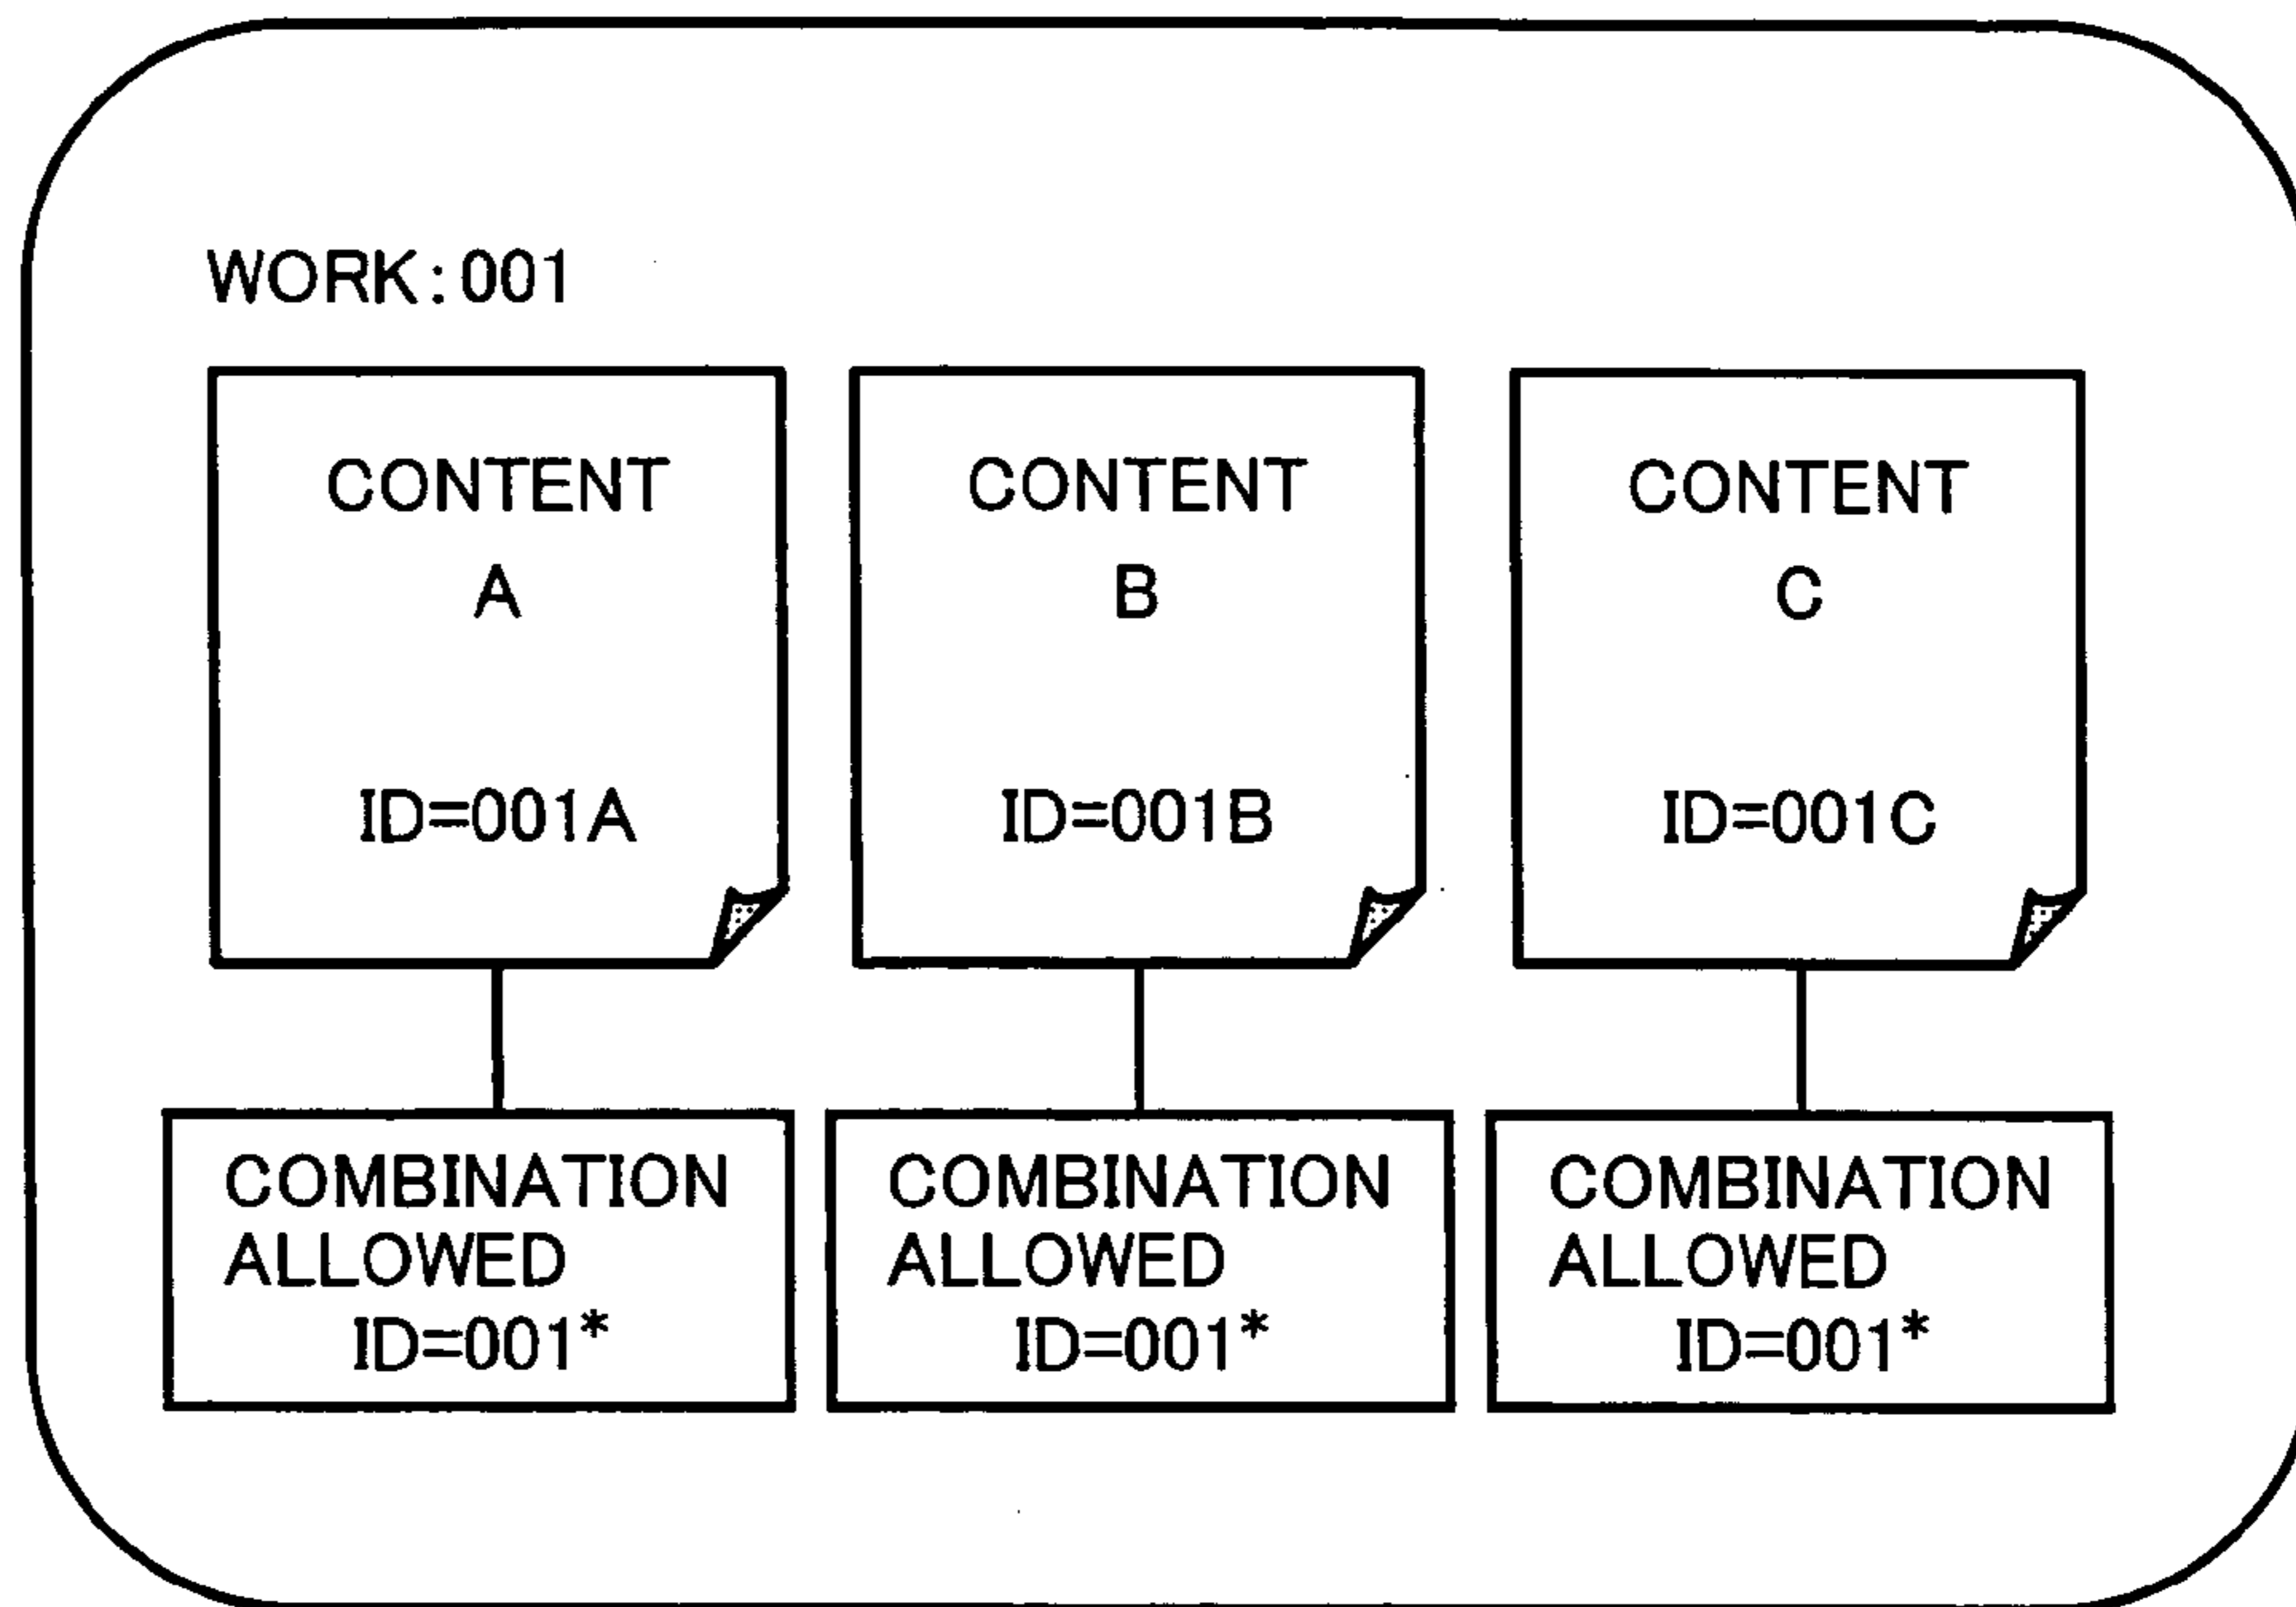 WORK:001
CONTENT
A
ID=001A
CONTENT
B
ID=001B
CONTENT
C
ID=001C
COMBINATION
ALLOWED
ID=001*
COMBINATION
ALLOWED
ID=001*
COMBINATION
ALLOWED
ID=001*